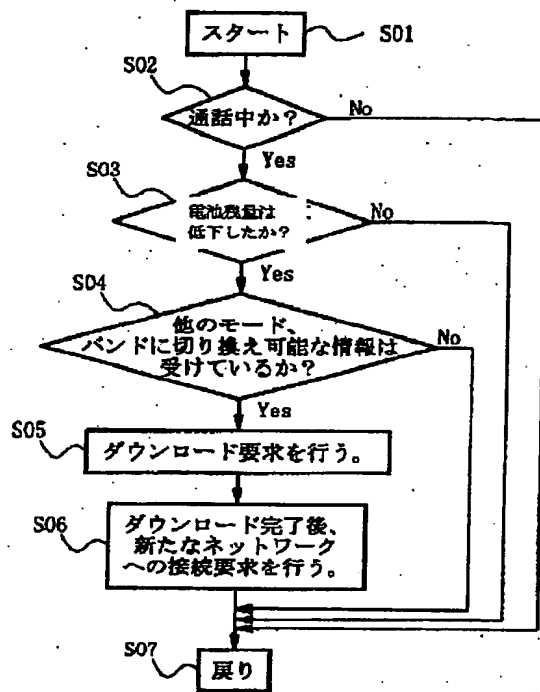 スタート
S01
S02
通話中か?
No
Yes
S03
電池残量は
低下したか?
No
Yes
S04
他のモード、
バンドに切り換え可能な情報は
受けているか?
No
Yes
S05
ダウンロード要求を行う。
S06
ダウンロード完了後、
新たなネットワーク
への接続要求を行う。
S07
戻り